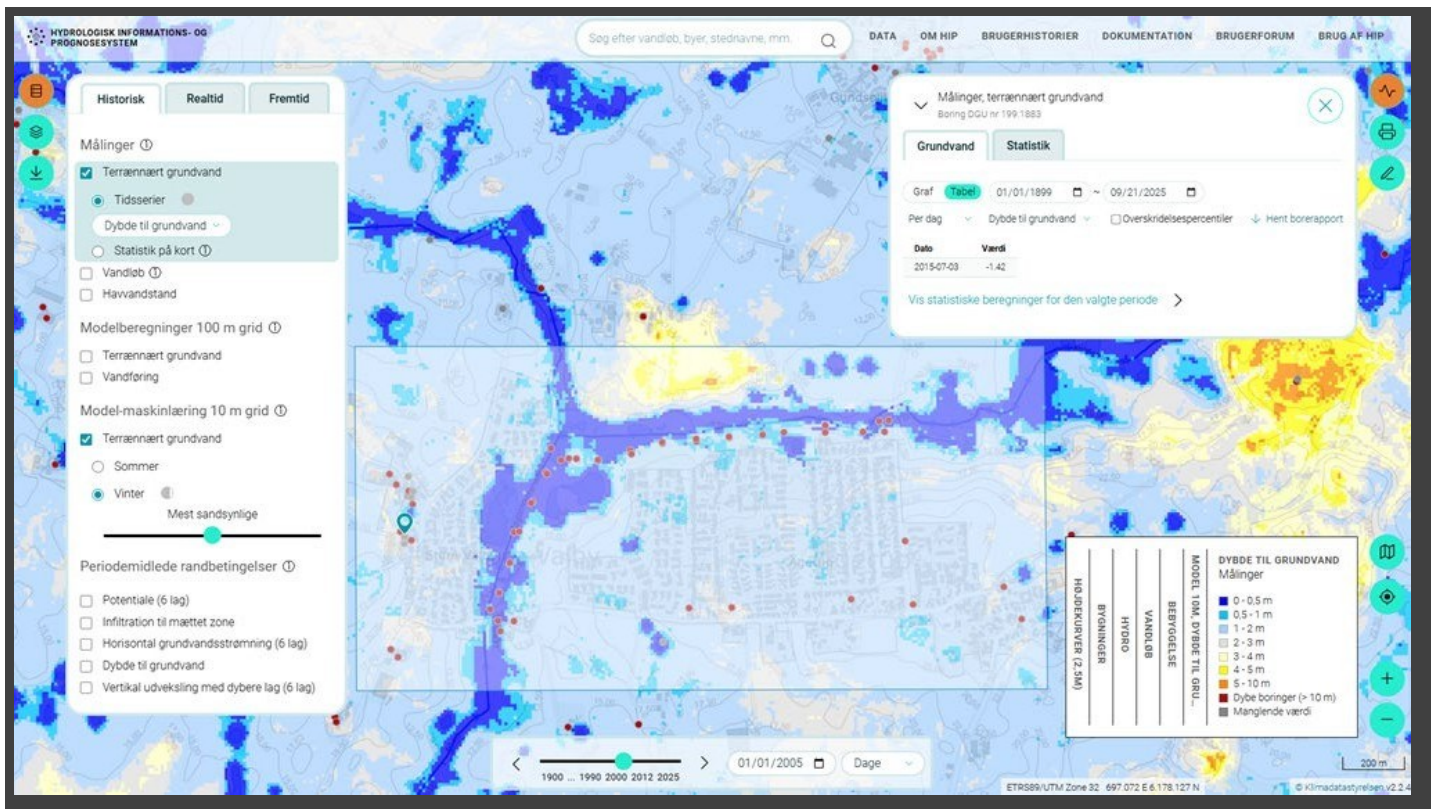 HYDROLOGISK INFORMATIONS- OG
PROGNOSESYSTEM
Søg efter vandløb, byer, stednavne, mm.
DATA
OM HIP
BRUGERHISTORIER
DOKUMENTATION
BRUGERFORUM
BRUG AF HIP
Historisk
Realtid
Fremtid
Målinger
Terrænnært grundvand
Tidsserier
Dybde til grundvand
Statistik på kort
Vandløb
Havvandstand
Modelberegninger 100 m grid
Terrænnært grundvand
Vandføring
Model-maskinlæring 10 m grid
Terrænnært grundvand
Sommer
Vinter
Mest sandsynlige
Periodemidlede randbetingelser
Potentiale (6 lag)
Infiltration til mættet zone
Horisontal grundvandsstrømning (6 lag)
Dybde til grundvand
Vertikal udveksling med dybere lag (6 lag)
Målinger, terrænnært grundvand
Boring DGU nr 199.1883
Grundvand
Statistik
Graf Tabel 01/01/1899 ~ 09/21/2025
Per dag Dybde til grundvand Overskridelsespercentiler Hent borerapport
Dato Værdi
2015-07-03 -1.42
Vis statistiske beregninger for den valgte periode
HØJDEKURVER (2,5M)
BYGNINGER
HYDRO
VANDLØB
BEBYGGELSE
MODEL 10M, DYBDE TIL GRU...
DYBDE TIL GRUNDVAND
Målinger
0 - 0,5 m
0,5 - 1 m
1 - 2 m
2 - 3 m
3 - 4 m
4 - 5 m
5 - 10 m
Dybe boringer (> 10 m)
Manglende værdi
1900 ... 1990 2000 2012 2025
01/01/2005
Dage
200 m
ETRS89/UTM Zone 32 697.072 E 6.178.127 N
© Klimadatastyrelsen, v2.2.4